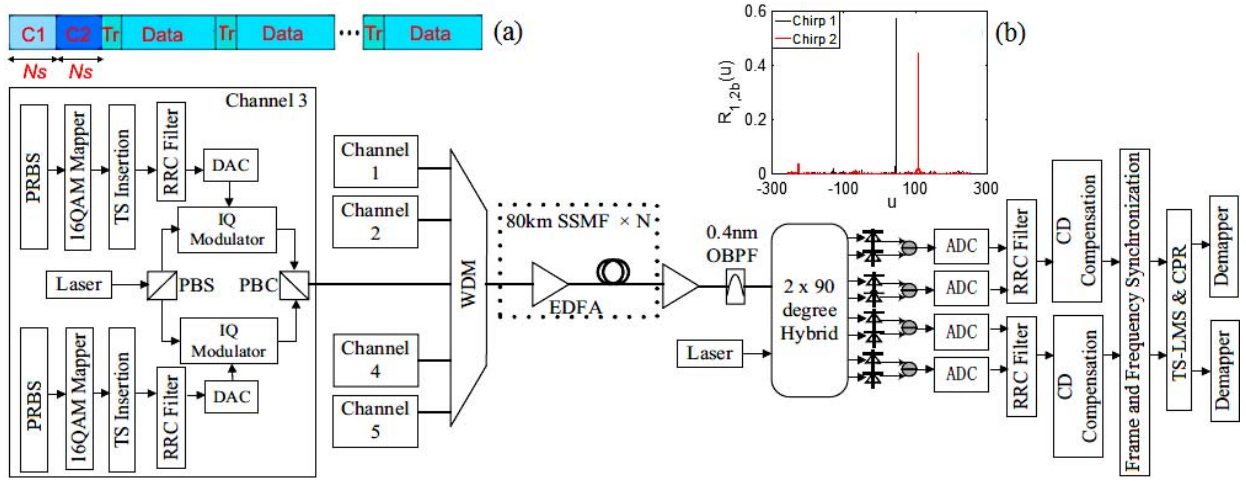 C1 C2 Tr Data Tr Data ••• Tr Data (a)
Ns Ns
Channel 3
PRBS
16QAM Mapper
TS Insertion
RRC Filter
DAC
IQ
Modulator
Laser
PBS
PBC
IQ
Modulator
PRBS
16QAM Mapper
TS Insertion
RRC Filter
DAC
Channel
1
Channel
2
Channel
4
Channel
5
WDM
80km SSMF × N
EDFA
0.4nm
OBPF
(b)
Chirp 1
Chirp 2
R1,2b(u)
0.6
0.4
0.2
0
-300 -100 100 300
u
2 x 90
degree
Hybrid
Laser
ADC
ADC
ADC
ADC
RRC Filter
RRC Filter
CD
Compensation
CD
Compensation
Frame and Frequency Synchronization
TS-LMS & CPR
Demapper
Demapper